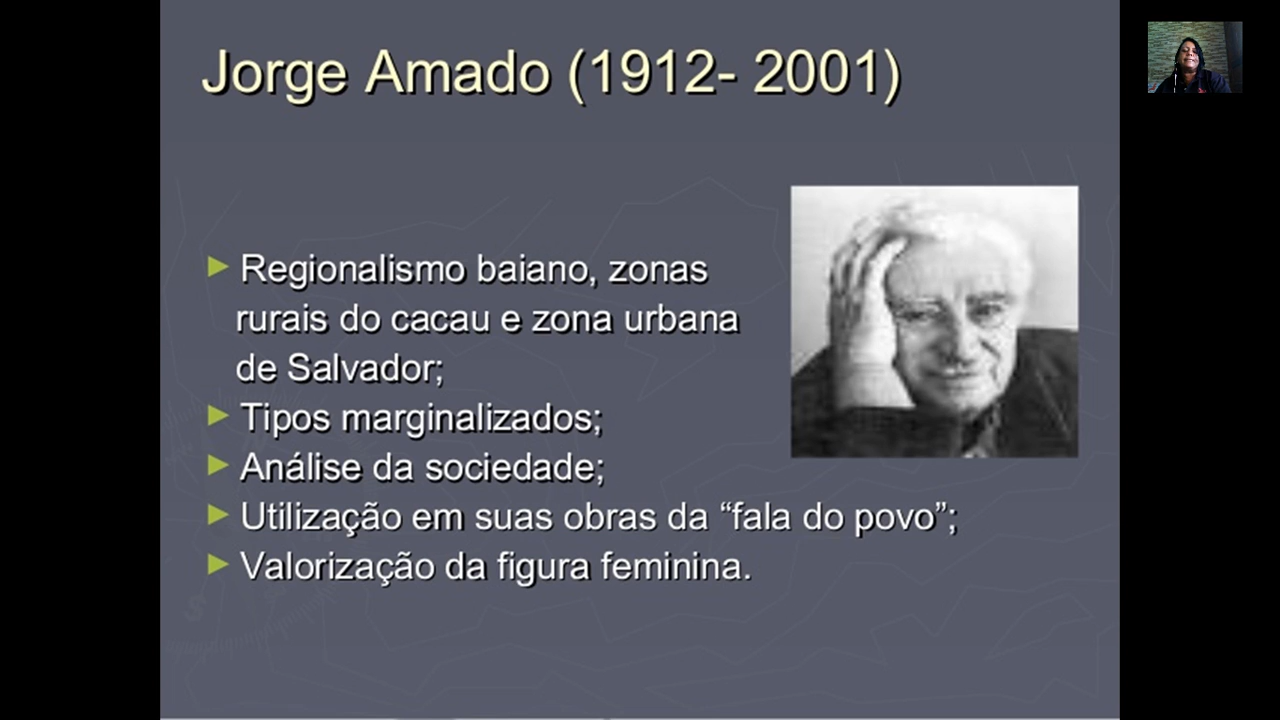 Jorge Amado (1912- 2001)
Regionalismo baiano, zonas
rurais do cacau e zona urbana
de Salvador;
Tipos marginalizados;
Análise da sociedade;
Utilização em suas obras da “fala do povo”;
Valorização da figura feminina.